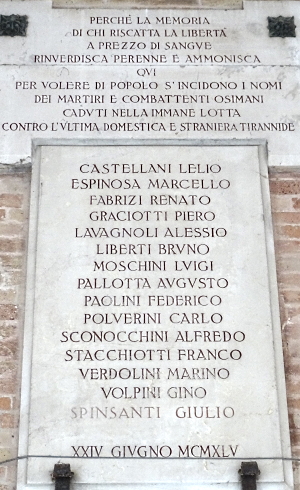 PERCHÉ LA MEMORIA
DI CHI RISCATTA LA LIBERTÀ
A PREZZO DI SANGVE
RINVERDISCA PERENNE E AMMONISCA
QVI
PER VOLERE DI POPOLO S'INCIDONO I NOMI
DEI MARTIRI E COMBATTENTI OSIMANI
CADVTI NELLA IMMANE LOTTA
CONTRO L'VLTIMA DOMESTICA E STRANIERA TIRANNIDE
CASTELLANI LELIO
ESPINOSA MARCELLO
FABRIZI RENATO
GRACIOTTI PIERO
LAVAGNOLI ALESSIO
LIBERTI BRVNO
MOSCHINI LVIGI
PALLOTTA AVGVSTO
PAOLINI FEDERICO
POLVERINI CARLO
SCONOCCHINI ALFREDO
STACCHIOTTI FRANCO
VERDOLINI MARINO
VOLPINI GINO
SPINSANTI GIULIO
XXIV GIVGNO MCMXLV